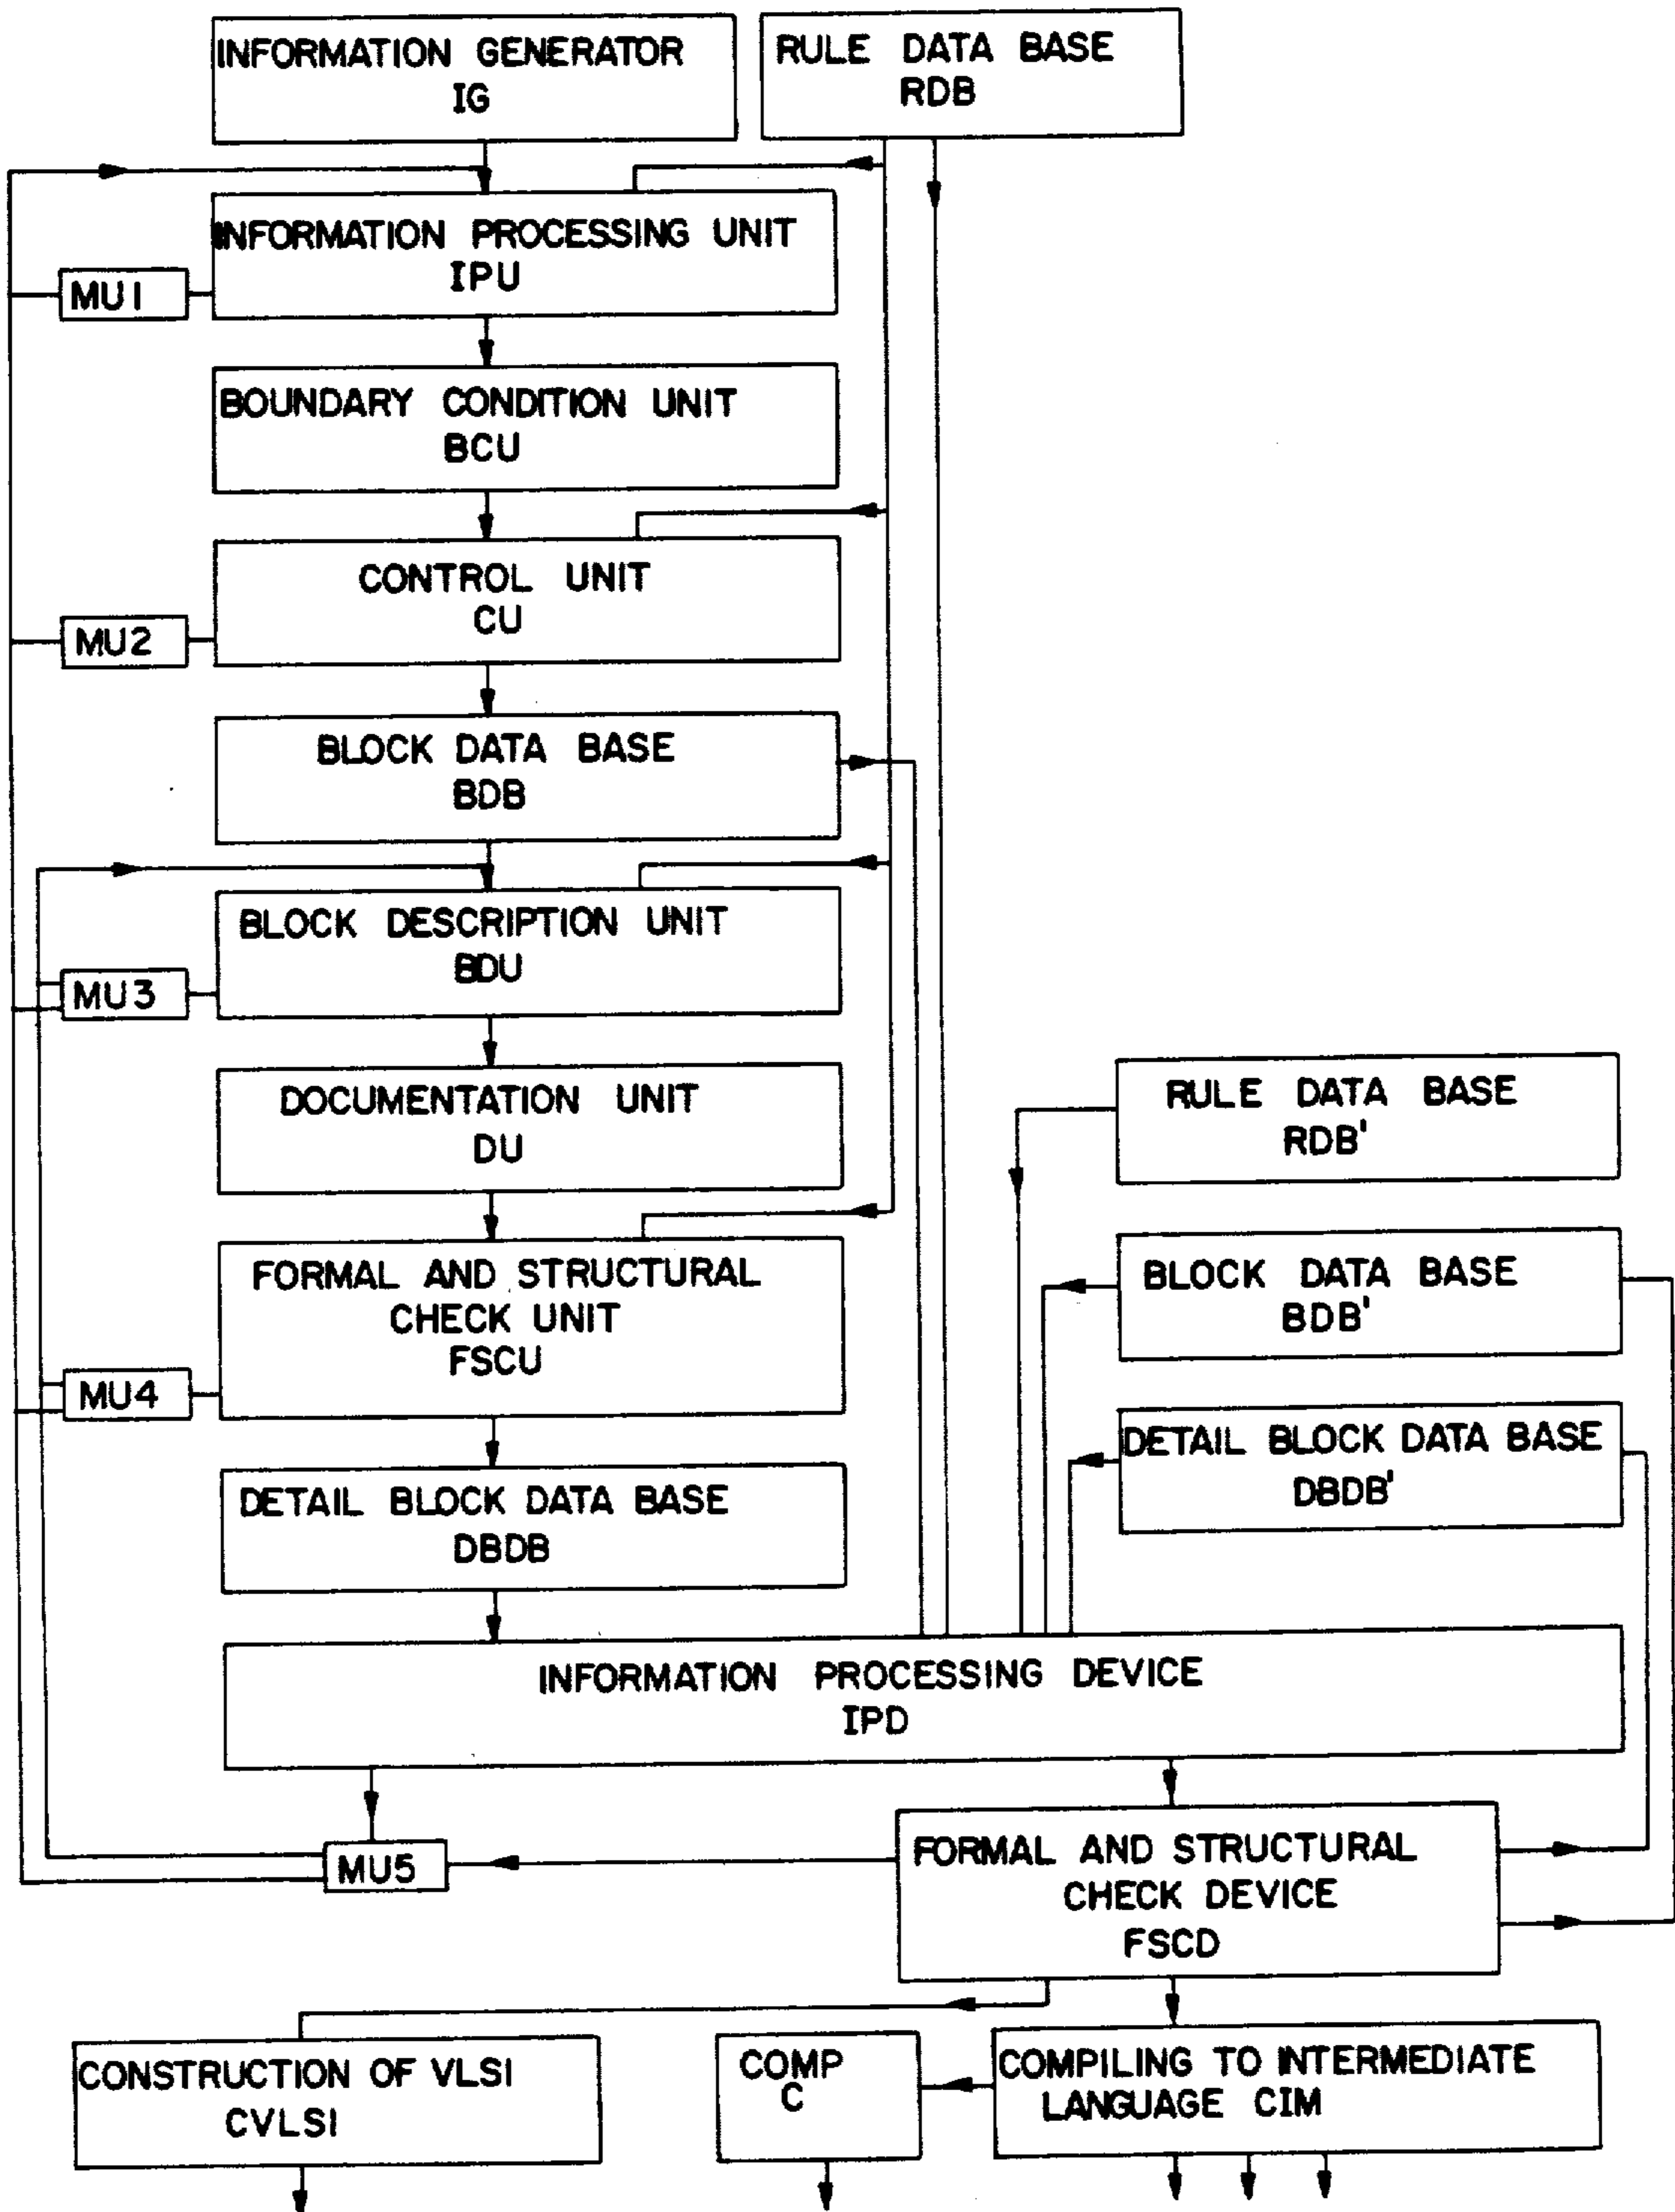 INFORMATION GENERATOR
IG
RULE DATA BASE
RDB
INFORMATION PROCESSING UNIT
IPU
MU1
BOUNDARY CONDITION UNIT
BCU
CONTROL UNIT
CU
MU2
BLOCK DATA BASE
BDB
BLOCK DESCRIPTION UNIT
BDU
MU3
DOCUMENTATION UNIT
DU
RULE DATA BASE
RDB'
FORMAL AND STRUCTURAL
CHECK UNIT
FSCU
MU4
BLOCK DATA BASE
BDB'
DETAIL BLOCK DATA BASE
DBDB'
DETAIL BLOCK DATA BASE
DBDB
INFORMATION PROCESSING DEVICE
IPD
MU5
FORMAL AND STRUCTURAL
CHECK DEVICE
FSCD
CONSTRUCTION OF VLSI
CVLSI
COMP
C
COMPILING TO INTERMEDIATE
LANGUAGE CIM